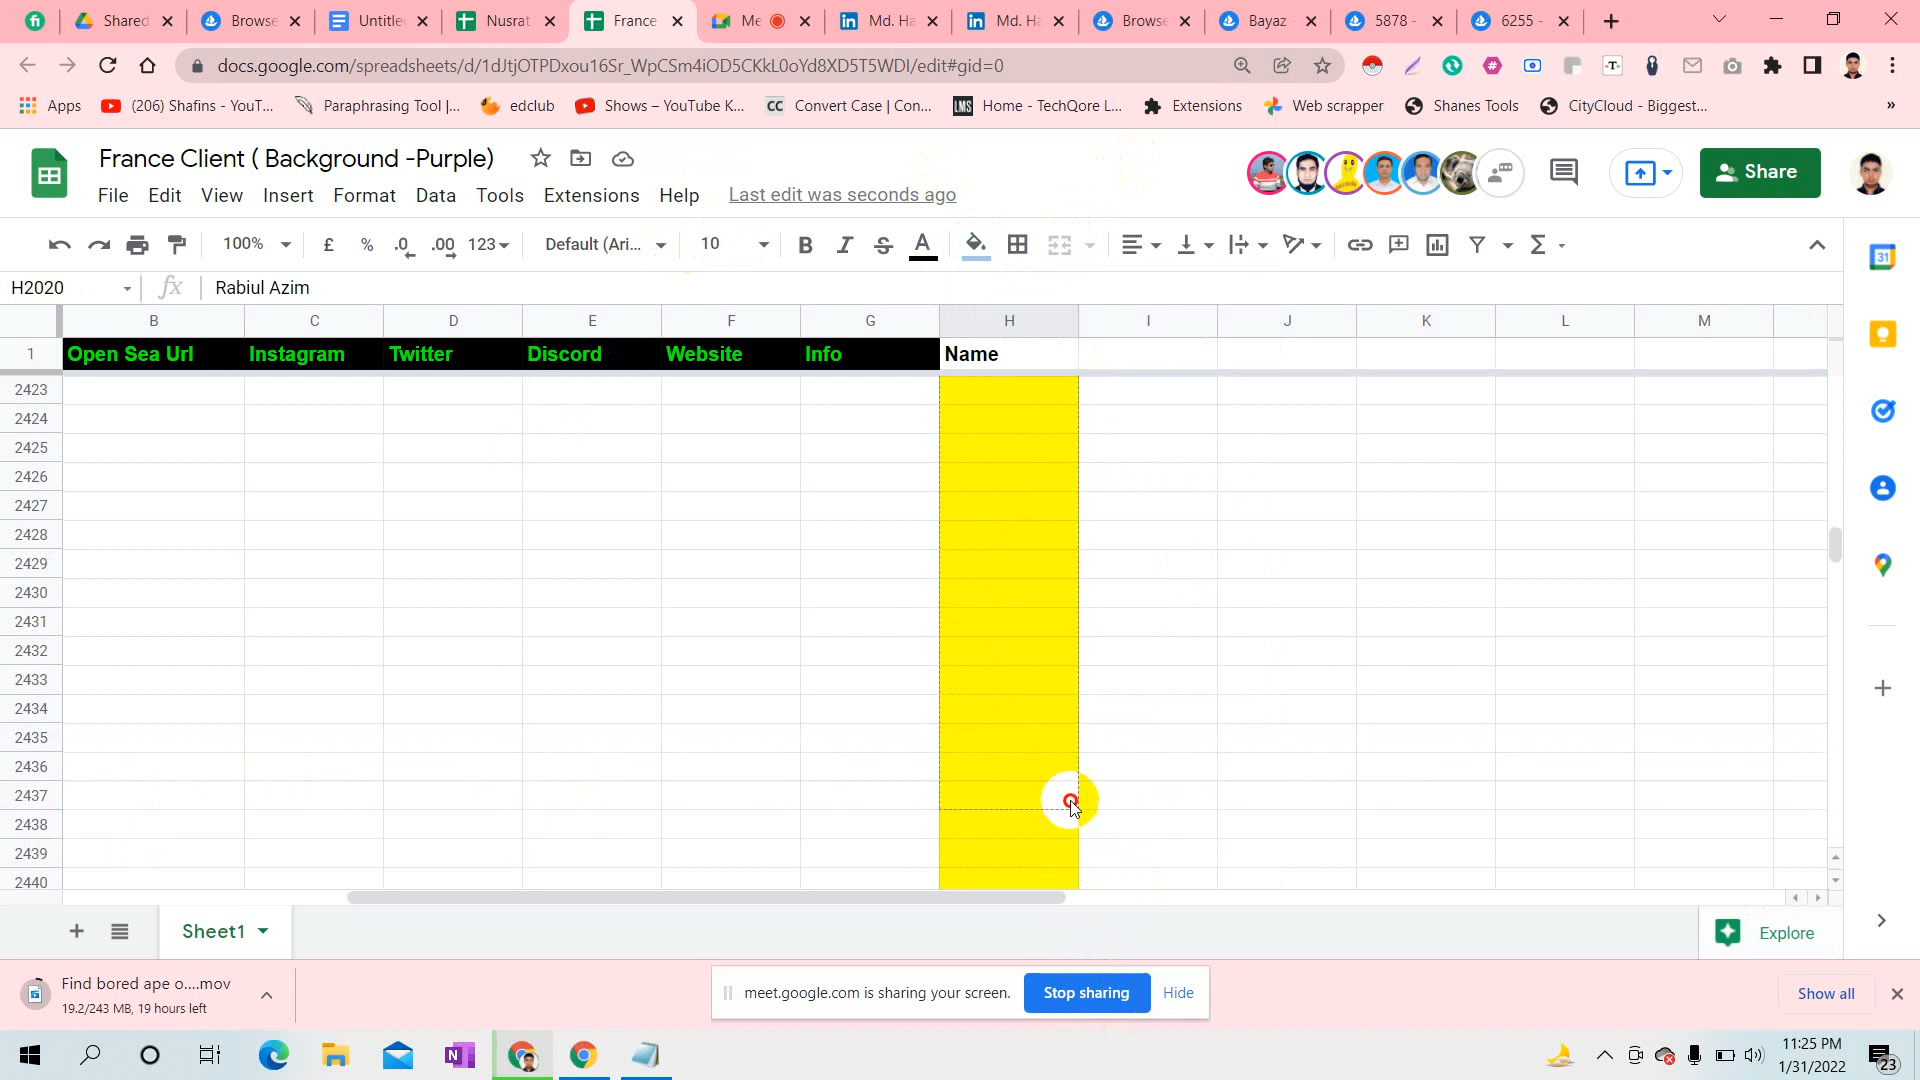 Shared
Browse
Untitle
Nusrat
France
Me
Md. Ha
Md. Ha
Browse
Bayaz
5878 -
6255 -
docs.google.com/spreadsheets/d/1dJtjOTPDxou16Sr_WpCSm4iOD5CKkL0oYd8XD5T5WDI/edit#gid=0
Apps
(206) Shafins - YouT...
Paraphrasing Tool |...
edclub
Shows – YouTube K...
CC Convert Case | Con...
LMS Home - TechQore L...
Extensions
Web scrapper
Shanes Tools
CityCloud - Biggest...
»
France Client ( Background -Purple)
File Edit View Insert Format Data Tools Extensions Help Last edit was seconds ago
Share
100% £ % .0 .00 123 Default (Ari... 10 B I S A Σ
31
H2020 fx Rabiul Azim
B C D E F G H I J K L M
1 Open Sea Url Instagram Twitter Discord Website Info Name
2423
2424
2425
2426
2427
2428
2429
2430
2431
2432
2433
2434
2435
2436
2437
2438
2439
2440
Sheet1
Explore
Find bored ape o....mov
19.2/243 MB, 19 hours left
meet.google.com is sharing your screen. Stop sharing Hide
Show all
11:25 PM
1/31/2022
23